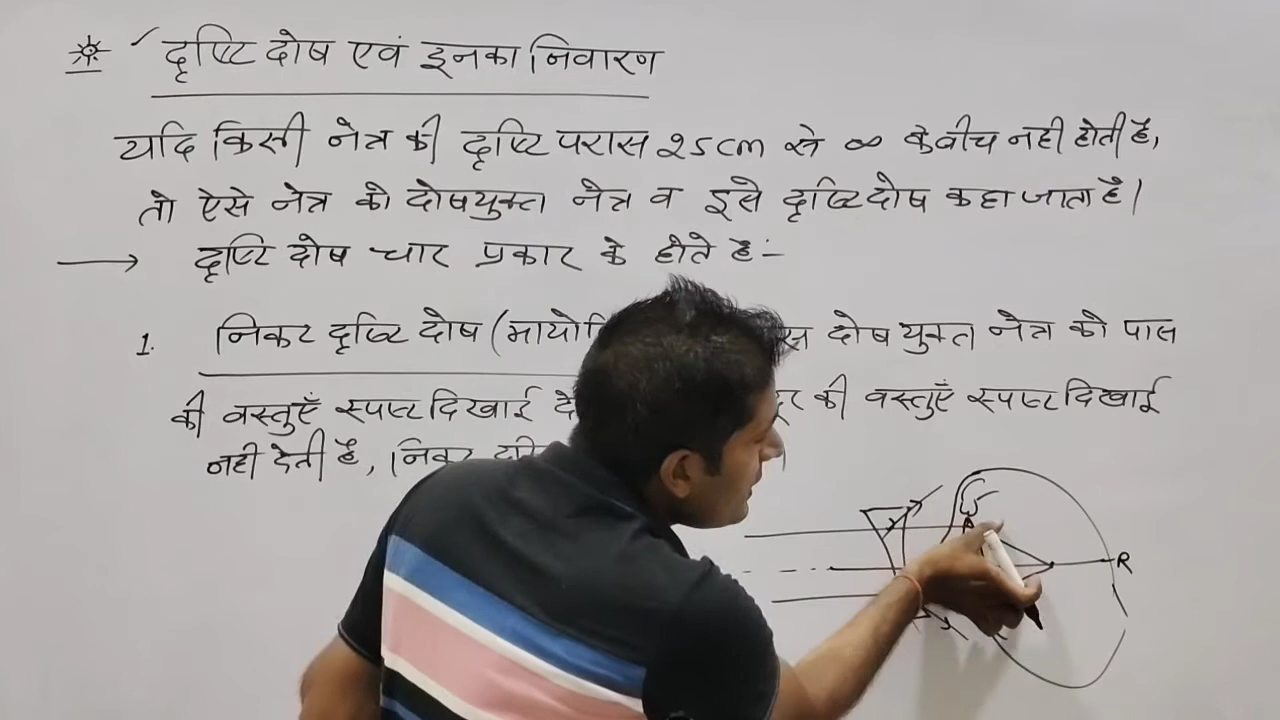 दृष्टि दोष एवं इनका निवारण
यदि किसी नेत्र की दृष्टि परास 25cm से ∞ के बीच नही होती है,
तो ऐसे नेत्र को दोषयुक्त नेत्र व इसे दृष्टि दोष कहा जाता है।
→ दृष्टि दोष चार प्रकार के होते है :-
1. निकट दृष्टि दोष ( दोष युक्त नेत्र को पास
की वस्तुएँ स्पष्ट दिखाई की वस्तुएँ स्पष्ट दिखाई
नही देती है, निकट
R